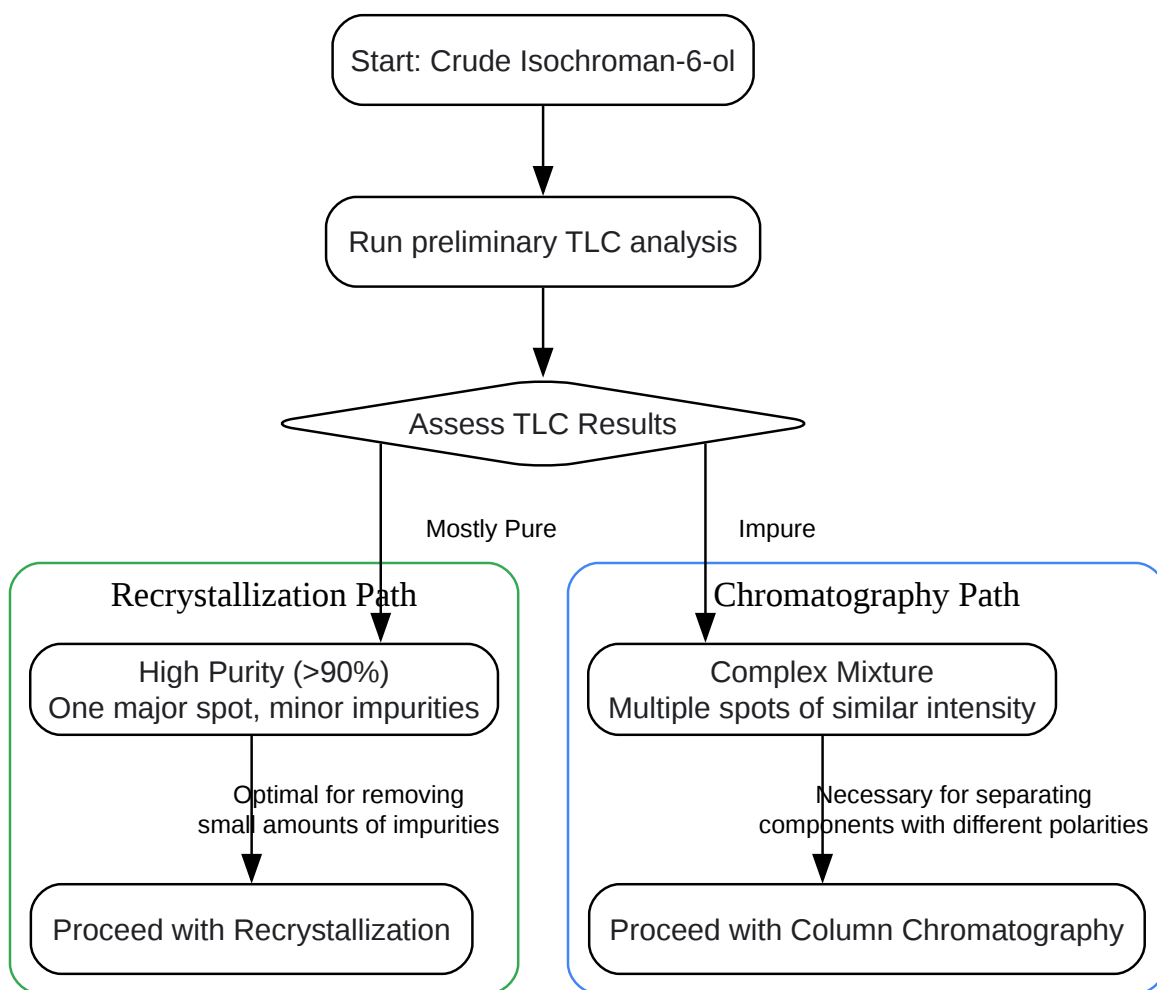 Start: Crude Isochroman-6-ol
Run preliminary TLC analysis
Assess TLC Results
Mostly Pure
Impure
Recrystallization Path
High Purity (>90%)
One major spot, minor impurities
Optimal for removing
small amounts of impurities
Proceed with Recrystallization
Chromatography Path
Complex Mixture
Multiple spots of similar intensity
Necessary for separating
components with different polarities
Proceed with Column Chromatography